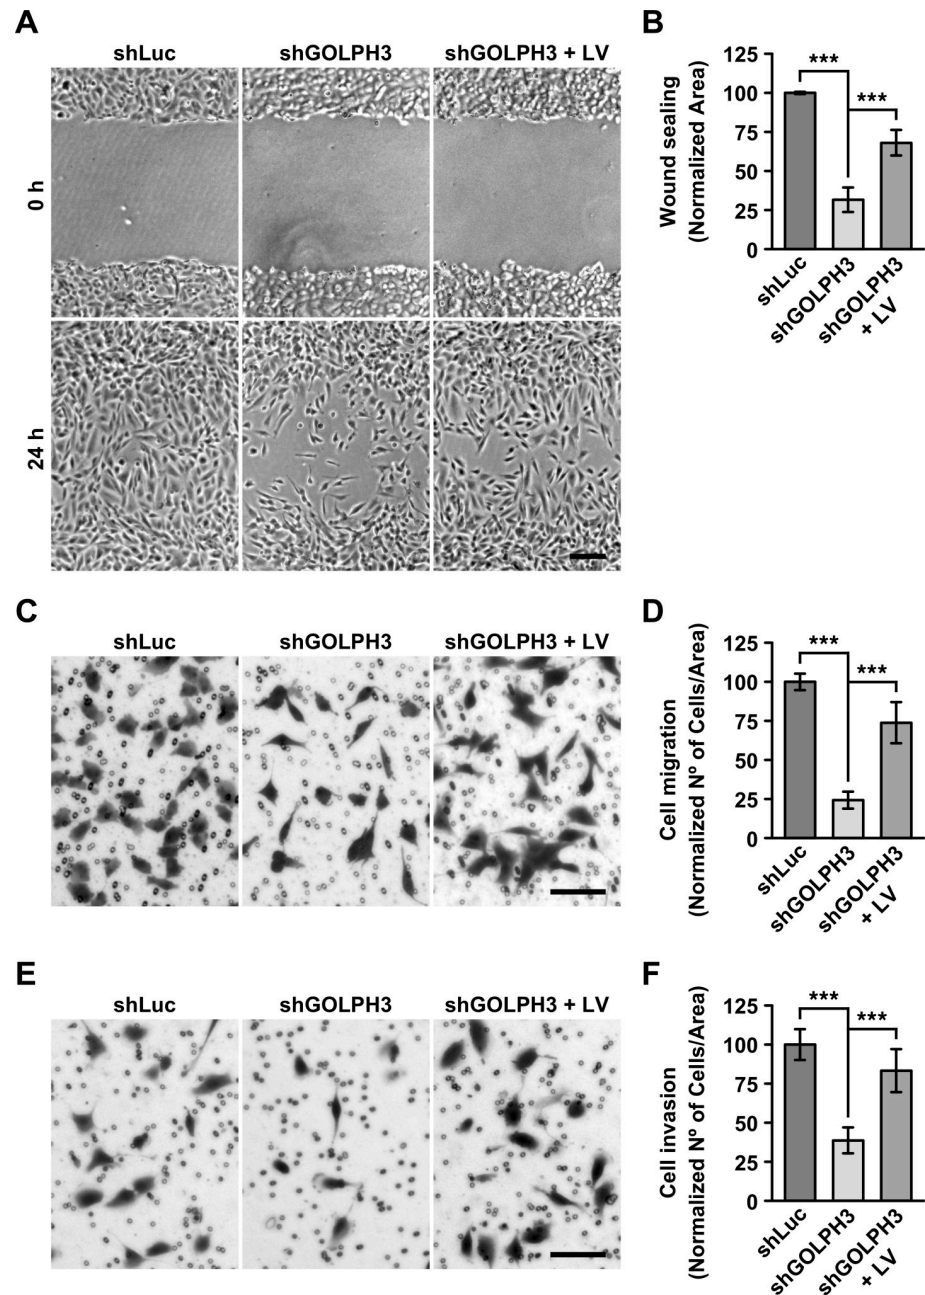 A
shLuc shGOLPH3 shGOLPH3 + LV
0 h
24 h
B
Wound sealing
(Normalized Area)
125
100
75
50
25
0
*** ***
shLuc
shGOLPH3
shGOLPH3
+ LV
C
shLuc shGOLPH3 shGOLPH3 + LV
D
Cell migration
(Normalized Nº of Cells/Area)
125
100
75
50
25
0
*** ***
shLuc
shGOLPH3
shGOLPH3
+ LV
E
shLuc shGOLPH3 shGOLPH3 + LV
F
Cell invasion
(Normalized Nº of Cells/Area)
125
100
75
50
25
0
*** ***
shLuc
shGOLPH3
shGOLPH3
+ LV